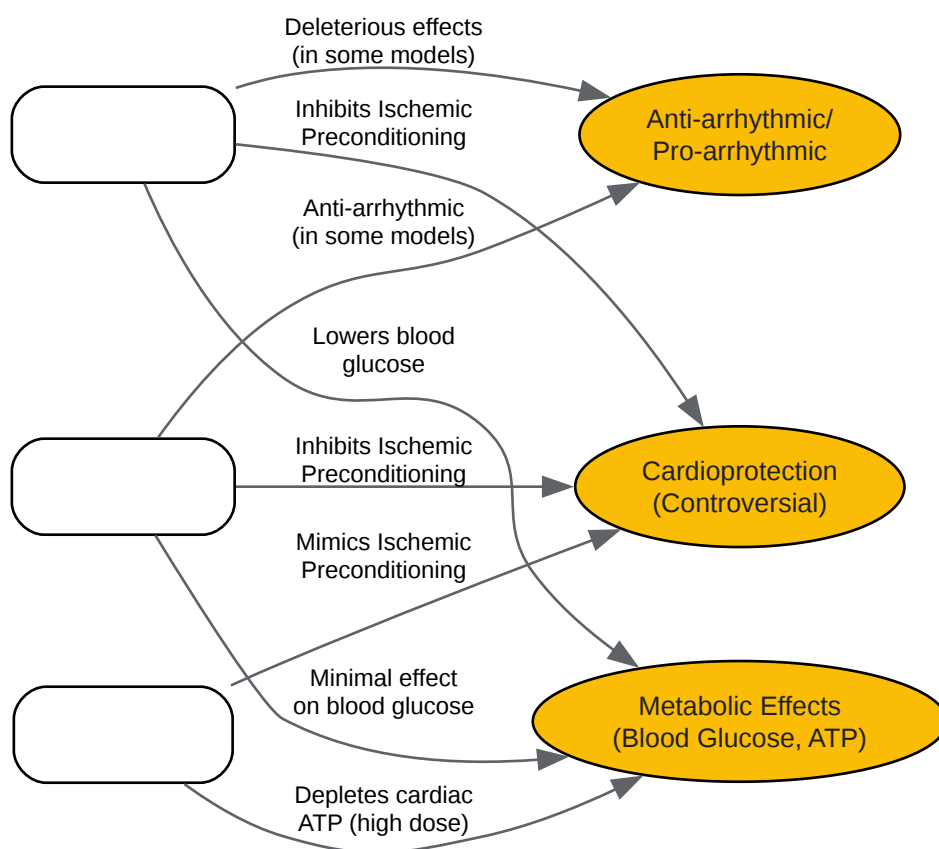 Deleterious effects
(in some models)
Inhibits Ischemic
Preconditioning
Anti-arrhythmic/
Pro-arrhythmic
Anti-arrhythmic
(in some models)
Lowers blood
glucose
Inhibits Ischemic
Preconditioning
Cardioprotection
(Controversial)
Mimics Ischemic
Preconditioning
Minimal effect
on blood glucose
Metabolic Effects
(Blood Glucose, ATP)
Depletes cardiac
ATP (high dose)